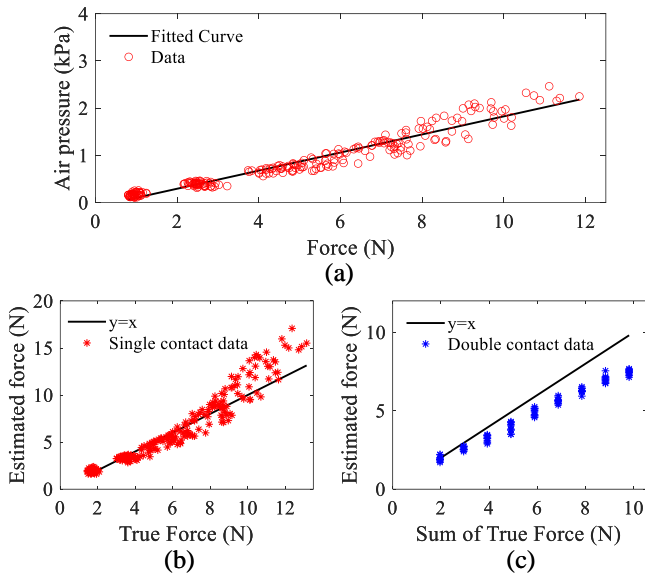 4
3
2
1
0
Air pressure (kPa)
Fitted Curve
Data
0 2 4 6 8 10 12
Force (N)
(a)
20
15
10
5
0
Estimated force (N)
y=x
Single contact data
0 2 4 6 8 10 12
True Force (N)
(b)
10
5
0
Estimated force (N)
y=x
Double contact data
0 2 4 6 8 10
Sum of True Force (N)
(c)